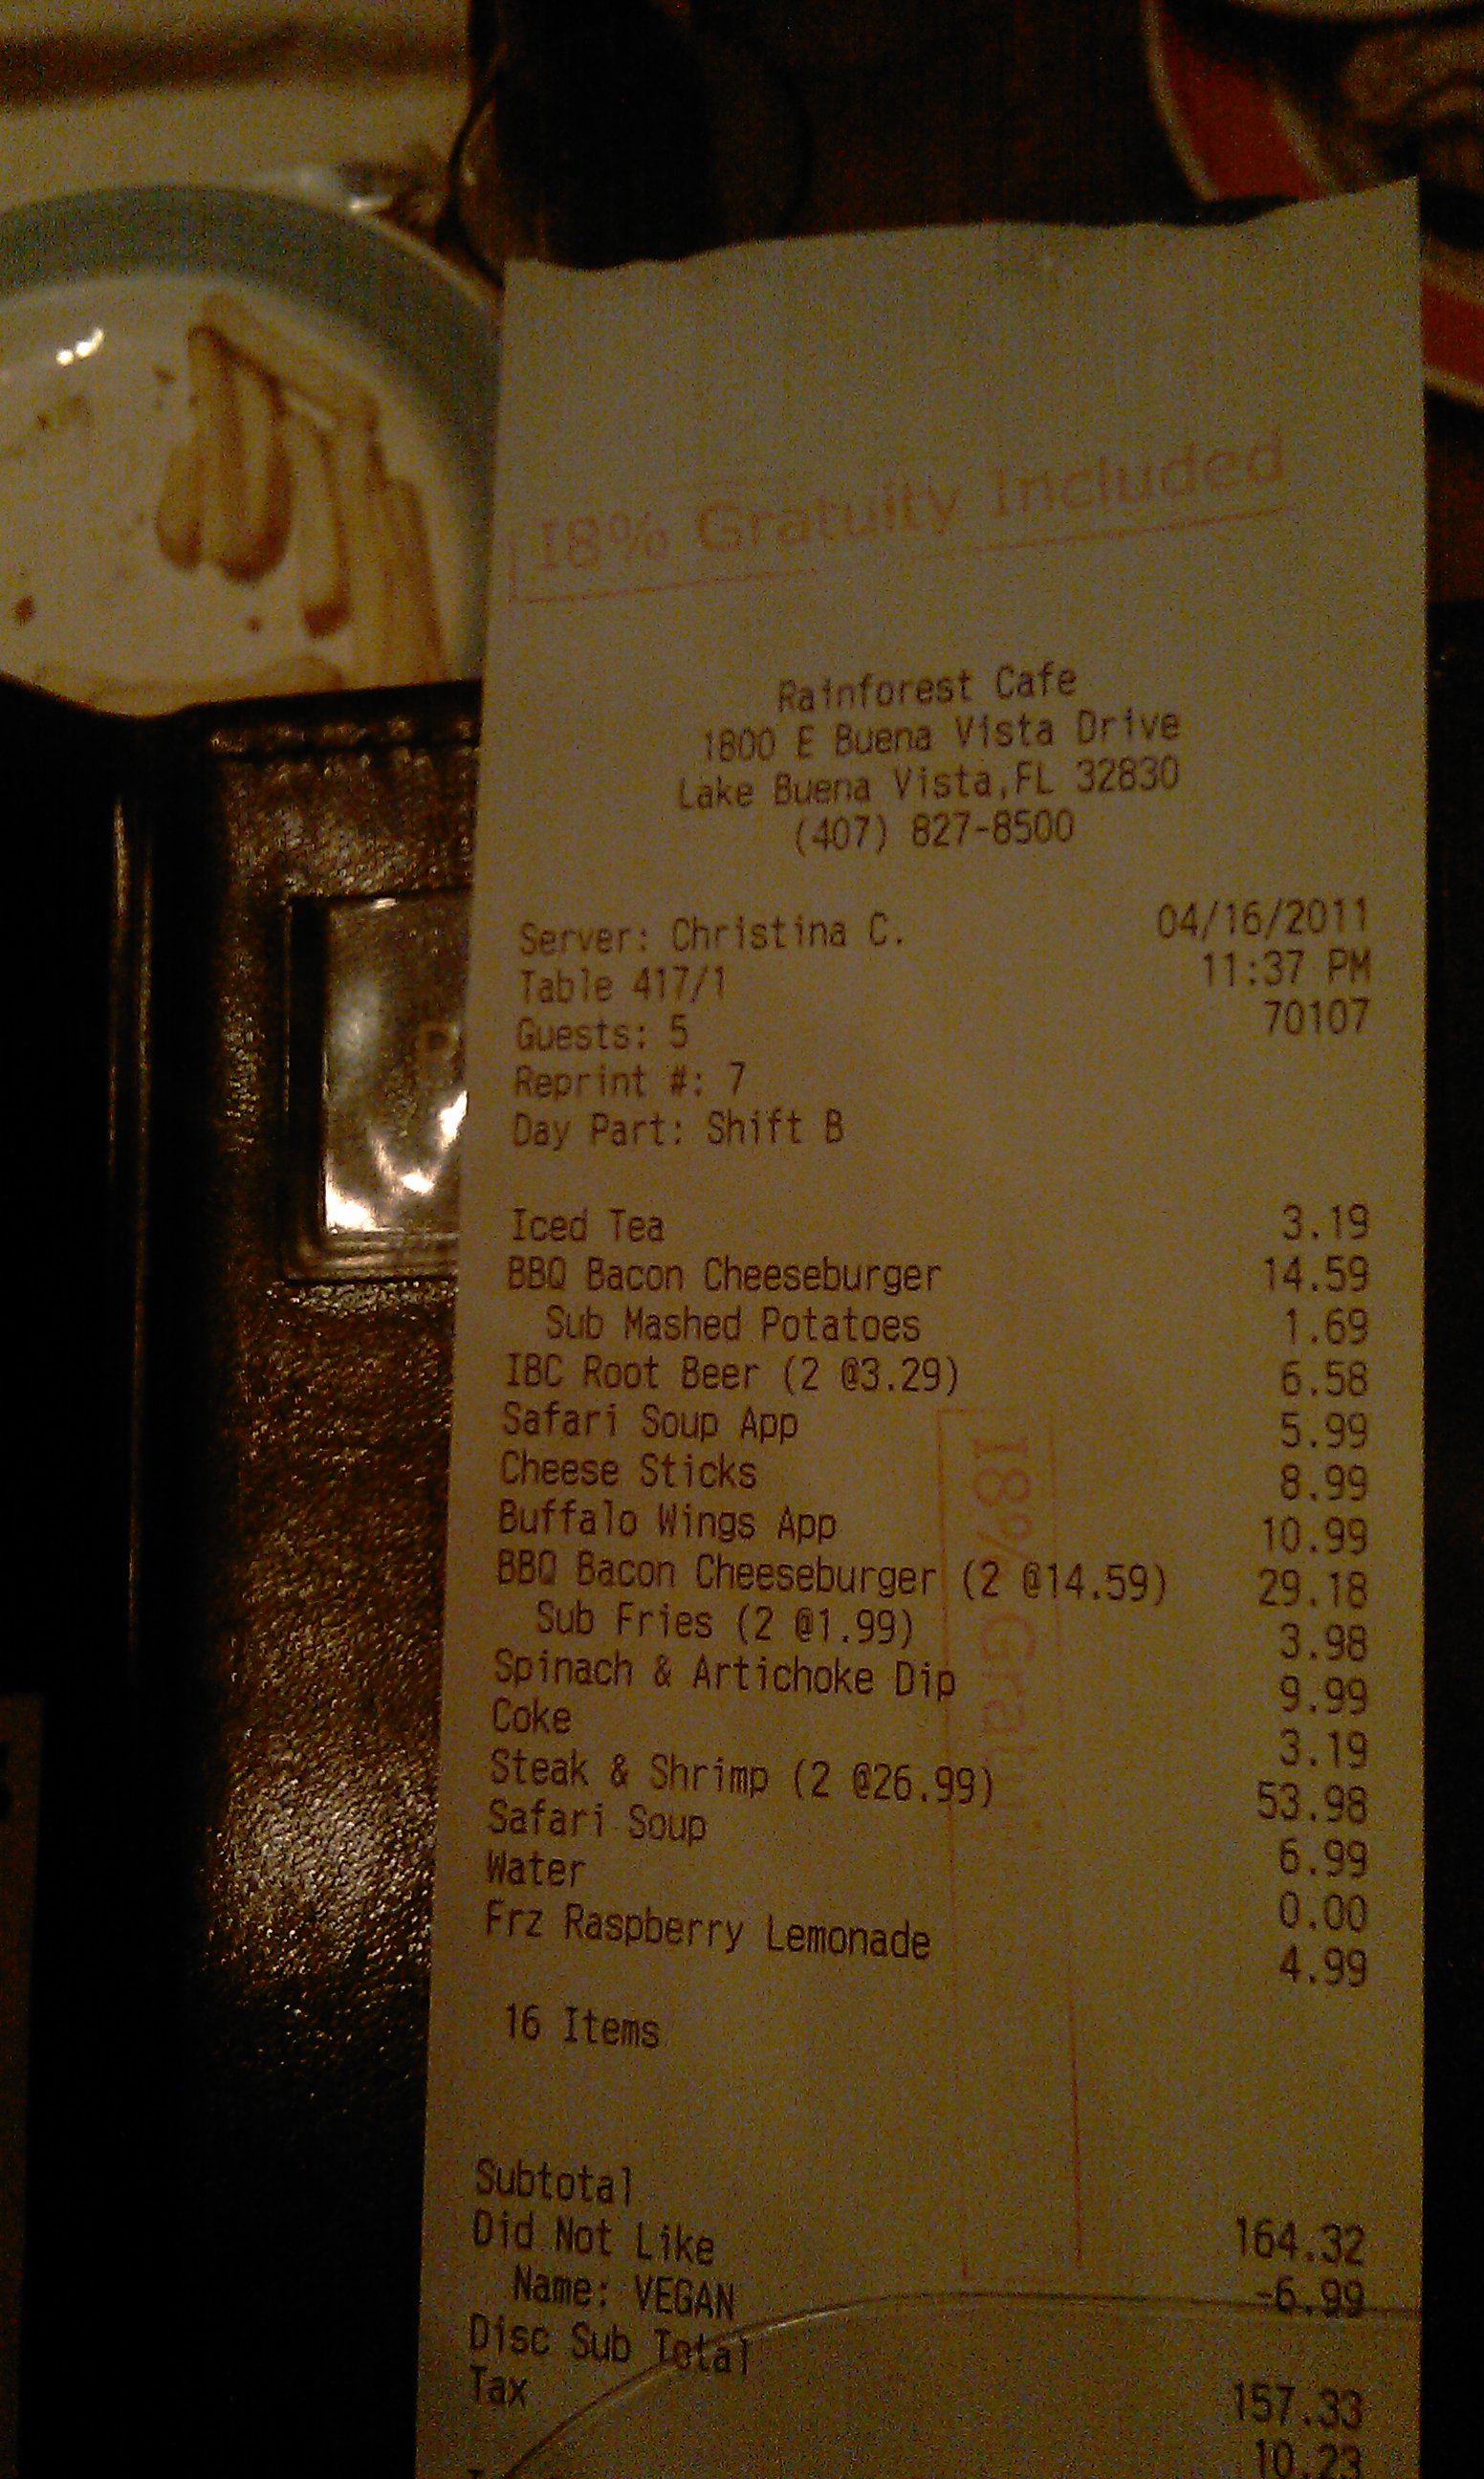 18% Gratuity Included
Rainforest Cafe
1800 E Buena Vista Drive
Lake Buena Vista,FL 32830
(407) 827-8500
Server: Christina C. 04/16/2011
Table 417/1 11:37 PM
Guests: 5 70107
Reprint #: 7
Day Part: Shift B
Iced Tea 3.19
BBQ Bacon Cheeseburger 14.59
Sub Mashed Potatoes 1.69
IBC Root Beer (2 @3.29) 6.58
Safari Soup App 5.99
Cheese Sticks 8.99
Buffalo Wings App 10.99
BBQ Bacon Cheeseburger (2 @14.59) 29.18
Sub Fries (2 @1.99) 3.98
Spinach & Artichoke Dip 9.99
Coke 3.19
Steak & Shrimp (2 @26.99) 53.98
Safari Soup 6.99
Water 0.00
Frz Raspberry Lemonade 4.99
16 Items
Subtotal 164.32
Did Not Like -6.99
Name: VEGAN
Disc Sub Total 157.33
Tax 10.23
18% Gratui